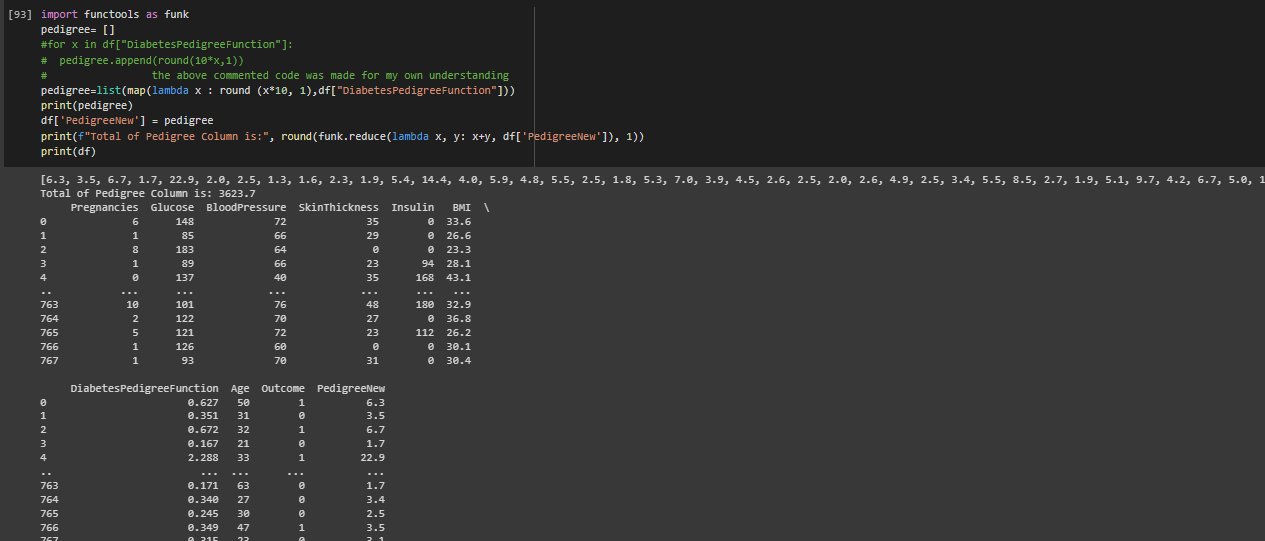 [93] import functools as funk
pedigree= []
#for x in df["DiabetesPedigreeFunction"]:
#  pedigree.append(round(10*x,1))
#                the above commented code was made for my own understanding
pedigree=list(map(lambda x : round (x*10, 1),df["DiabetesPedigreeFunction"]))
print(pedigree)
df['PedigreeNew'] = pedigree
print(f"Total of Pedigree Column is:", round(funk.reduce(lambda x, y: x+y, df['PedigreeNew']), 1))
print(df)
[6.3, 3.5, 6.7, 1.7, 22.9, 2.0, 2.5, 1.3, 1.6, 2.3, 1.9, 5.4, 14.4, 4.0, 5.9, 4.8, 5.5, 2.5, 1.8, 5.3, 7.0, 3.9, 4.5, 2.6, 2.5, 2.0, 2.6, 4.9, 2.5, 3.4, 5.5, 8.5, 2.7, 1.9, 5.1, 9.7, 4.2, 6.7, 5.0, 1
Total of Pedigree Column is: 3623.7
     Pregnancies  Glucose  BloodPressure  SkinThickness  Insulin   BMI  \
0              6      148             72             35        0  33.6
1              1       85             66             29        0  26.6
2              8      183             64              0        0  23.3
3              1       89             66             23       94  28.1
4              0      137             40             35      168  43.1
..           ...      ...            ...            ...      ...   ...
763           10      101             76             48      180  32.9
764            2      122             70             27        0  36.8
765            5      121             72             23      112  26.2
766            1      126             60              0        0  30.1
767            1       93             70             31        0  30.4
     DiabetesPedigreeFunction  Age  Outcome  PedigreeNew
0                       0.627   50        1          6.3
1                       0.351   31        0          3.5
2                       0.672   32        1          6.7
3                       0.167   21        0          1.7
4                       2.288   33        1         22.9
..                        ...  ...      ...          ...
763                     0.171   63        0          1.7
764                     0.340   27        0          3.4
765                     0.245   30        0          2.5
766                     0.349   47        1          3.5
767                     0.315   23        0          3.1